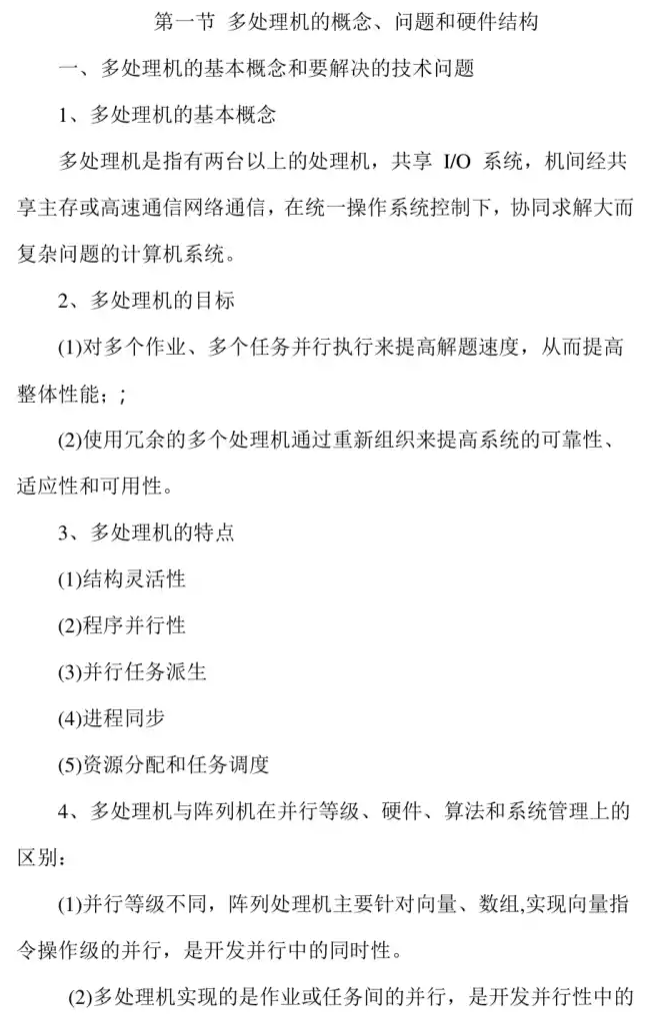 第一节 多处理机的概念、问题和硬件结构
一、多处理机的基本概念和要解决的技术问题
1、多处理机的基本概念
多处理机是指有两台以上的处理机，共享 I/O 系统，机间经共
享主存或高速通信网络通信，在统一操作系统控制下，协同求解大而
复杂问题的计算机系统。
2、多处理机的目标
(1)对多个作业、多个任务并行执行来提高解题速度，从而提高
整体性能；;
(2)使用冗余的多个处理机通过重新组织来提高系统的可靠性、
适应性和可用性。
3、多处理机的特点
(1)结构灵活性
(2)程序并行性
(3)并行任务派生
(4)进程同步
(5)资源分配和任务调度
4、多处理机与阵列机在并行等级、硬件、算法和系统管理上的
区别：
(1)并行等级不同，阵列处理机主要针对向量、数组,实现向量指
令操作级的并行，是开发并行中的同时性。
(2)多处理机实现的是作业或任务间的并行，是开发并行性中的